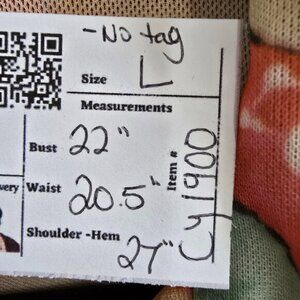 -No tag
Size L
Measurements
Bust 22"
Waist 20.5"
Shoulder -Hem 27"
Item # Cy1900
very